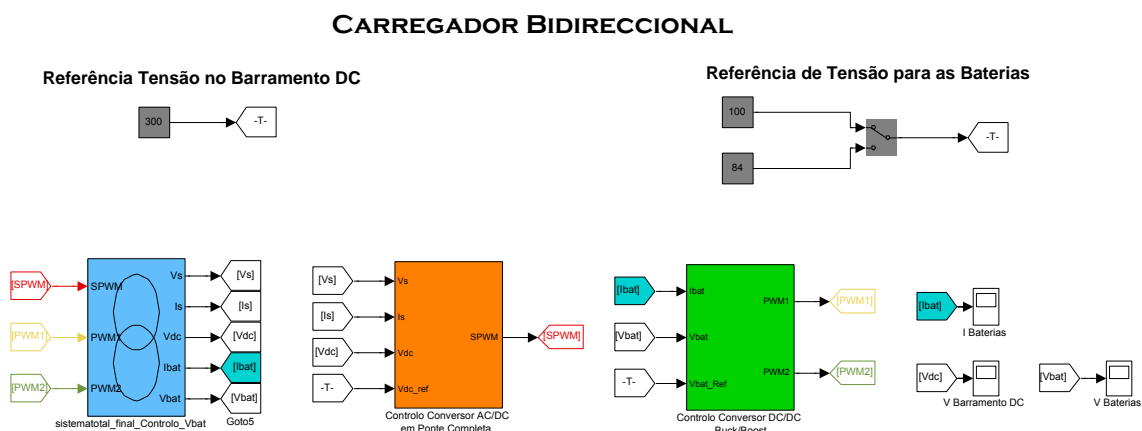 CARREGADOR BIDIRECCIONAL
Referência Tensão no Barramento DC
Referência de Tensão para as Baterias
300
-T-
100
84
-T-
[SPWM]
[PWM1]
[PWM2]
SPWM
PWM1
PWM2
Vs
Is
Vdc
Ibat
Vbat
[Vs]
[Is]
[Vdc]
[Ibat]
[Vbat]
sistematotal_final_Controlo_Vbat
Goto5
[Vs]
[Is]
[Vdc]
-T-
Vs
Is
Vdc
Vdc_ref
SPWM
[SPWM]
Controlo Conversor AC/DC
em Ponte Completa
[Ibat]
[Vbat]
-T-
Ibat
Vbat
Vbat_Ref
PWM1
PWM2
[PWM1]
[PWM2]
Controlo Conversor DC/DC
Buck/Boost
[Ibat]
I Baterias
[Vdc]
V Barramento DC
[Vbat]
V Baterias